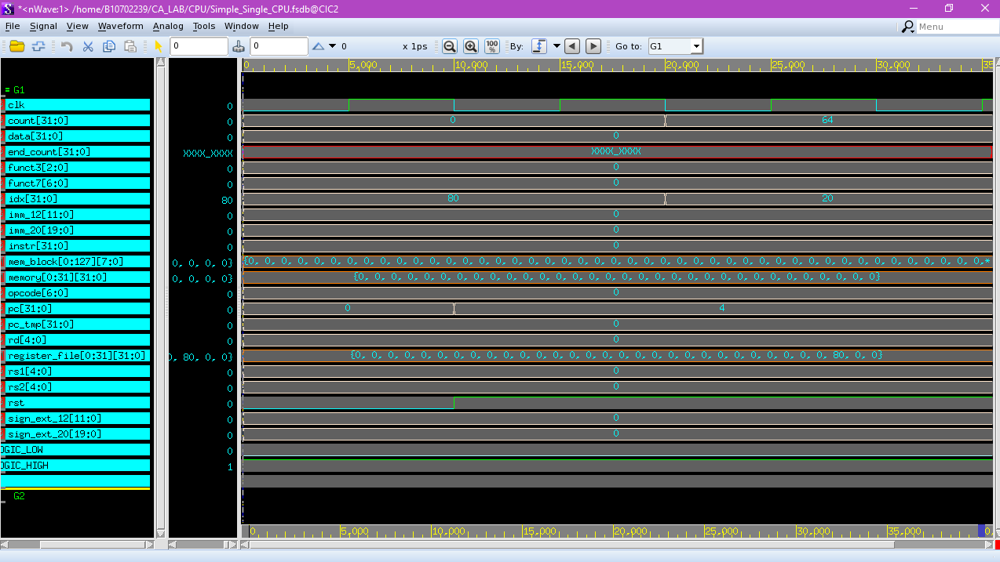 *<nWave:1> /home/B10702239/CA_LAB/CPU/Simple_Single_CPU.fsdb@CIC2
File Signal View Waveform Analog Tools Window Help Menu
0 0 0 x 1ps 100 % By: Go to: G1
0 5,000 10,000 15,000 20,000 25,000 30,000 35
= G1
clk 0
count[31:0] 0 0 64
data[31:0] 0 0
end_count[31:0] XXXX_XXXX XXXX_XXXX
funct3[2:0] 0 0
funct7[6:0] 0 0
idx[31:0] 80 80 20
imm_12[11:0] 0 0
imm_20[19:0] 0 0
instr[31:0] 0 0
mem_block[0:127][7:0] 0, 0, 0, 0} {0, 0, 0, 0, 0, 0, 0, 0, 0, 0, 0, 0, 0, 0, 0, 0, 0, 0, 0, 0, 0, 0, 0, 0, 0, 0, 0, 0, 0, 0, 0, 0, 0, 0, 0, 0, 0, 0, 0, 0, 0, 0, 0, 0, 0,*
memory[0:31][31:0] 0, 0, 0, 0} {0, 0, 0, 0, 0, 0, 0, 0, 0, 0, 0, 0, 0, 0, 0, 0, 0, 0, 0, 0, 0, 0, 0, 0, 0, 0, 0, 0, 0, 0, 0, 0}
opcode[6:0] 0 0
pc[31:0] 0 0 4
pc_tmp[31:0] 0 0
rd[4:0] 0 0
register_file[0:31][31:0] 0, 80, 0, 0} {0, 0, 0, 0, 0, 0, 0, 0, 0, 0, 0, 0, 0, 0, 0, 0, 0, 0, 0, 0, 0, 0, 0, 0, 0, 0, 0, 0, 0, 80, 0, 0}
rs1[4:0] 0 0
rs2[4:0] 0 0
rst 0
sign_ext_12[11:0] 0 0
sign_ext_20[19:0] 0 0
OGIC_LOW 0
OGIC_HIGH 1
G2
0 5,000 10,000 15,000 20,000 25,000 30,000 35,000 0,